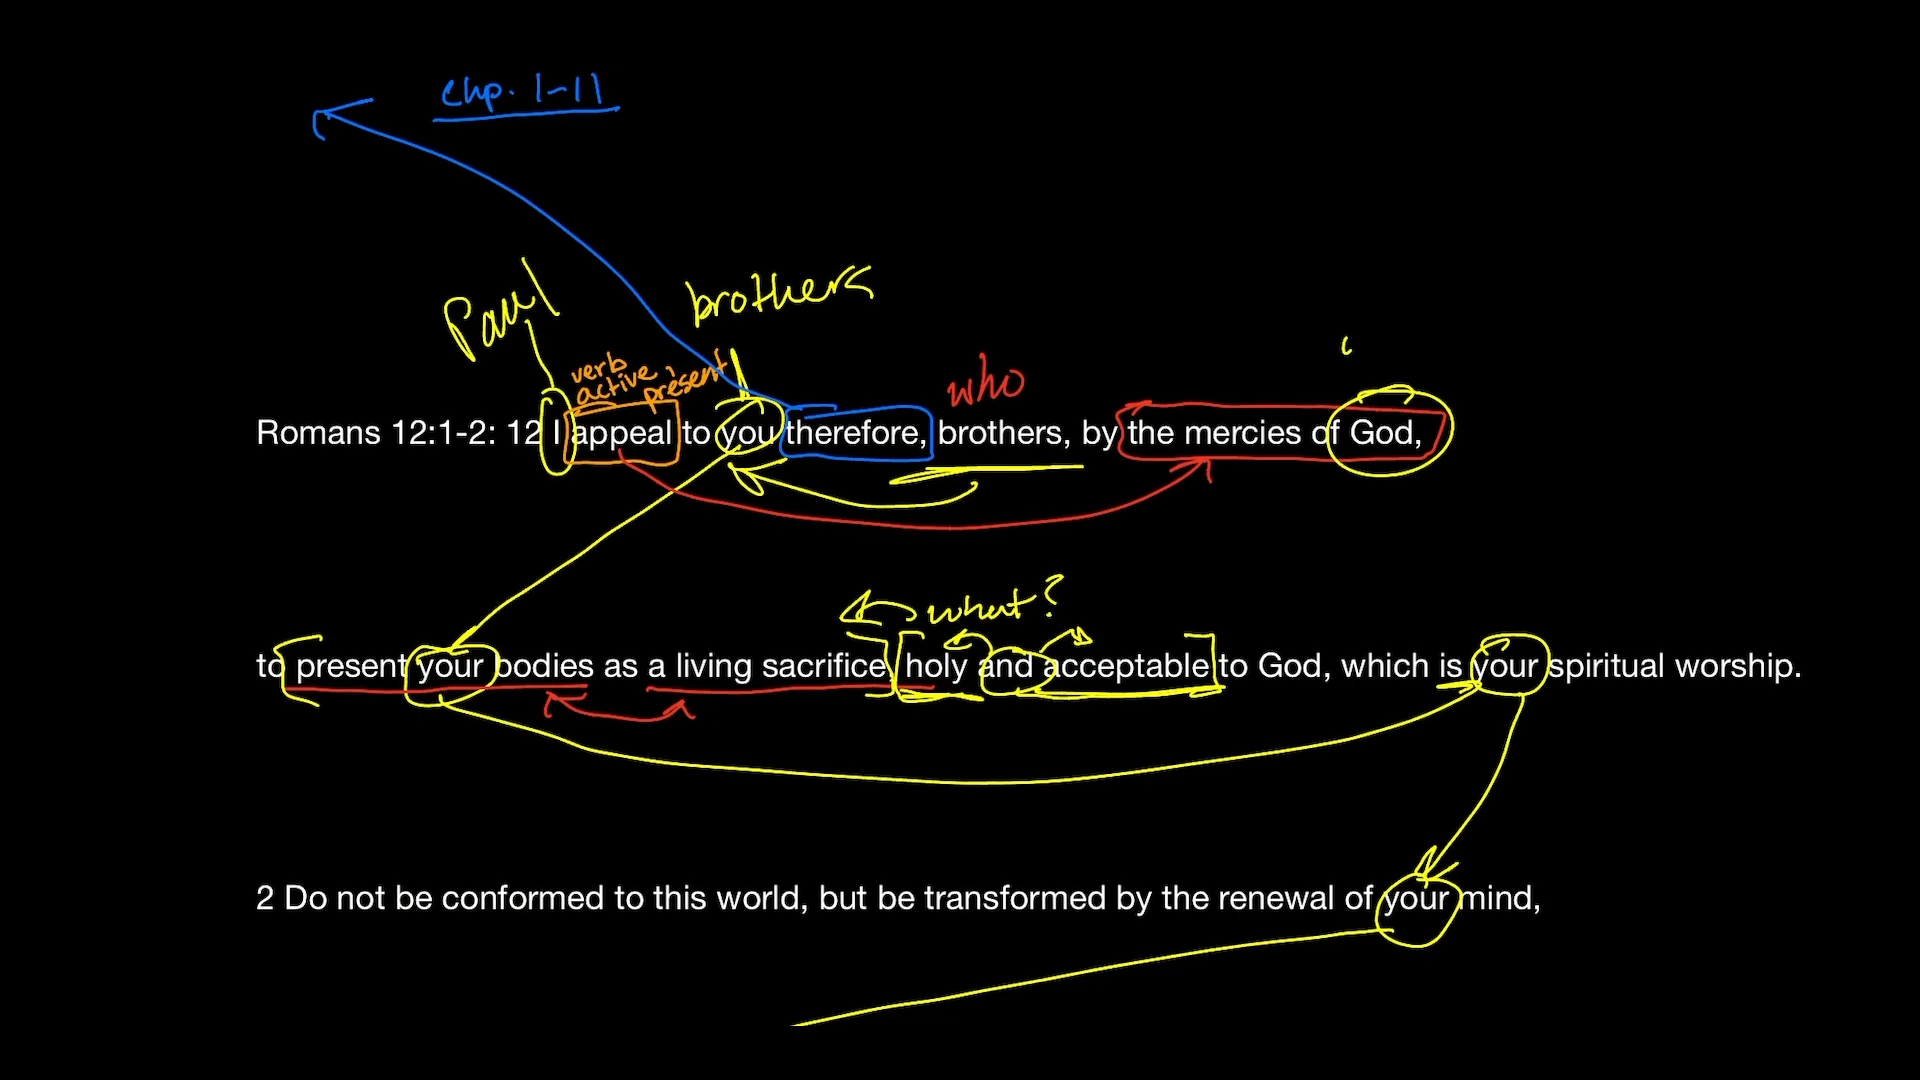 chp. 1-11
Paul
brothers
verb
active, present
who
Romans 12:1-2: 12 I appeal to you therefore, brothers, by the mercies of God,
what?
to present your bodies as a living sacrifice, holy and acceptable to God, which is your spiritual worship.
2 Do not be conformed to this world, but be transformed by the renewal of your mind,